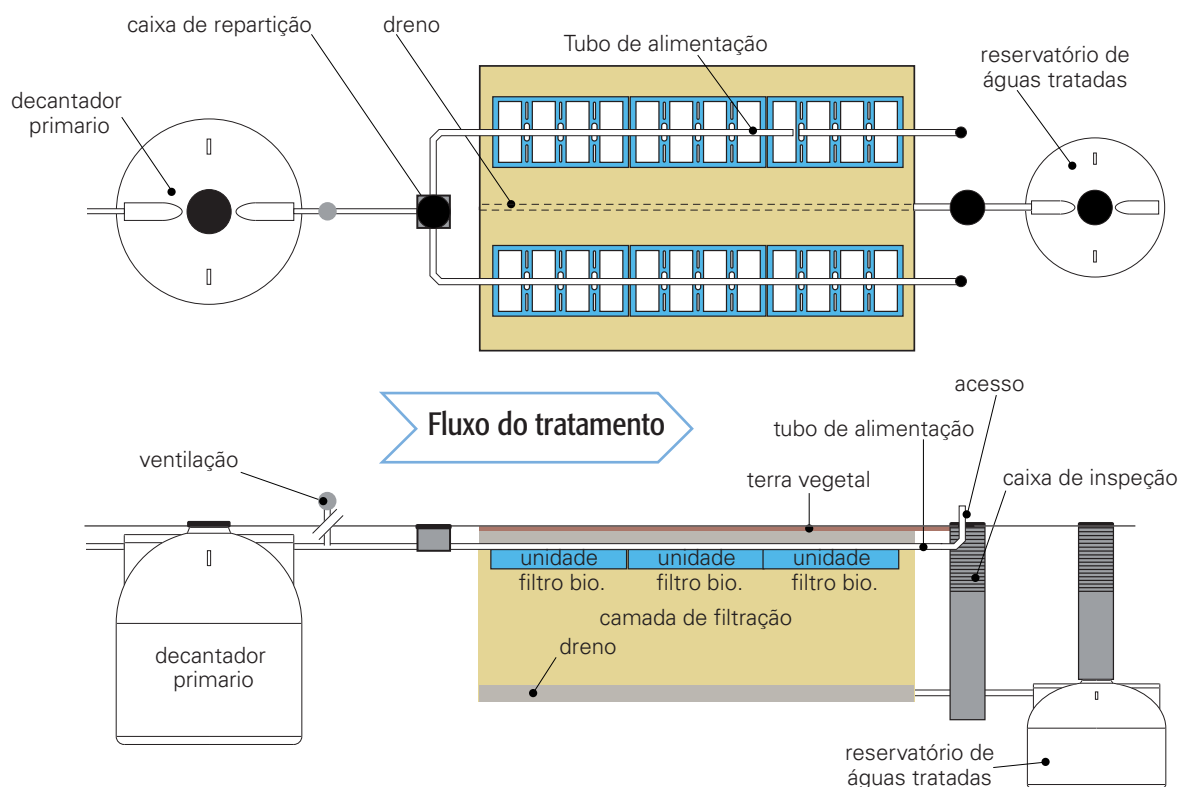 caixa de repartição
dreno
Tubo de alimentação
reservatório de
águas tratadas
decantador
primario
Fluxo do tratamento
acesso
tubo de alimentação
ventilação
terra vegetal
caixa de inspeção
unidade
filtro bio.
unidade
filtro bio.
unidade
filtro bio.
camada de filtração
dreno
decantador
primario
reservatório de
águas tratadas